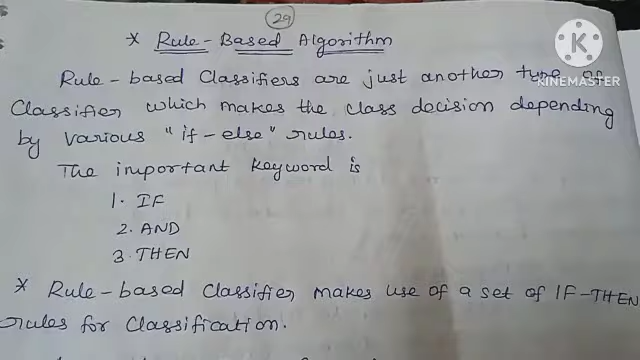 29
* Rule-Based Algorithm
Rule-based Classifiers are just another type of
Classifier which makes the class decision depending
by various "if-else" rules.
The important keyword is
1. IF
2. AND
3. THEN
* Rule-based classifier makes use of a set of IF-THEN
rules for classification.
KINEMASTER